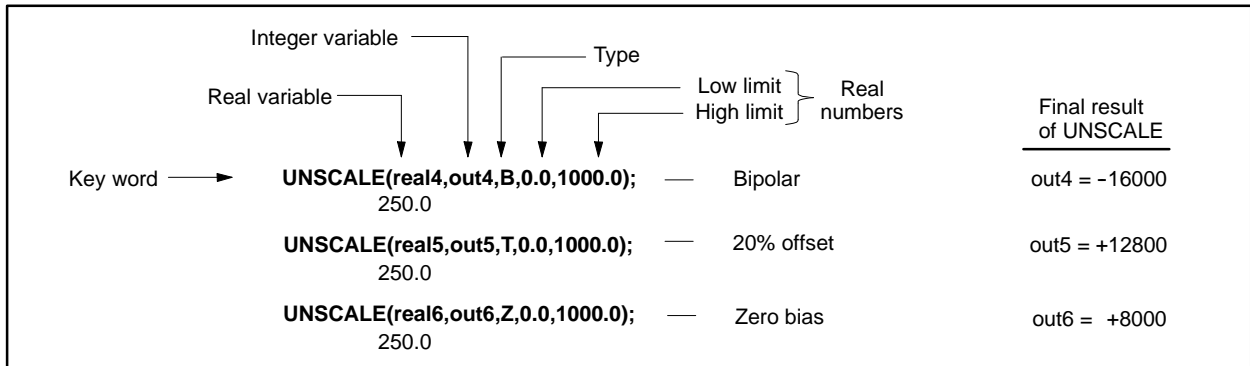 Integer variable
Type
Real variable
Low limit
High limit
Real
numbers
Final result
of UNSCALE
Key word
UNSCALE(real4,out4,B,0.0,1000.0);
Bipolar
out4 = -16000
250.0
UNSCALE(real5,out5,T,0.0,1000.0);
20% offset
out5 = +12800
250.0
UNSCALE(real6,out6,Z,0.0,1000.0);
Zero bias
out6 = +8000
250.0